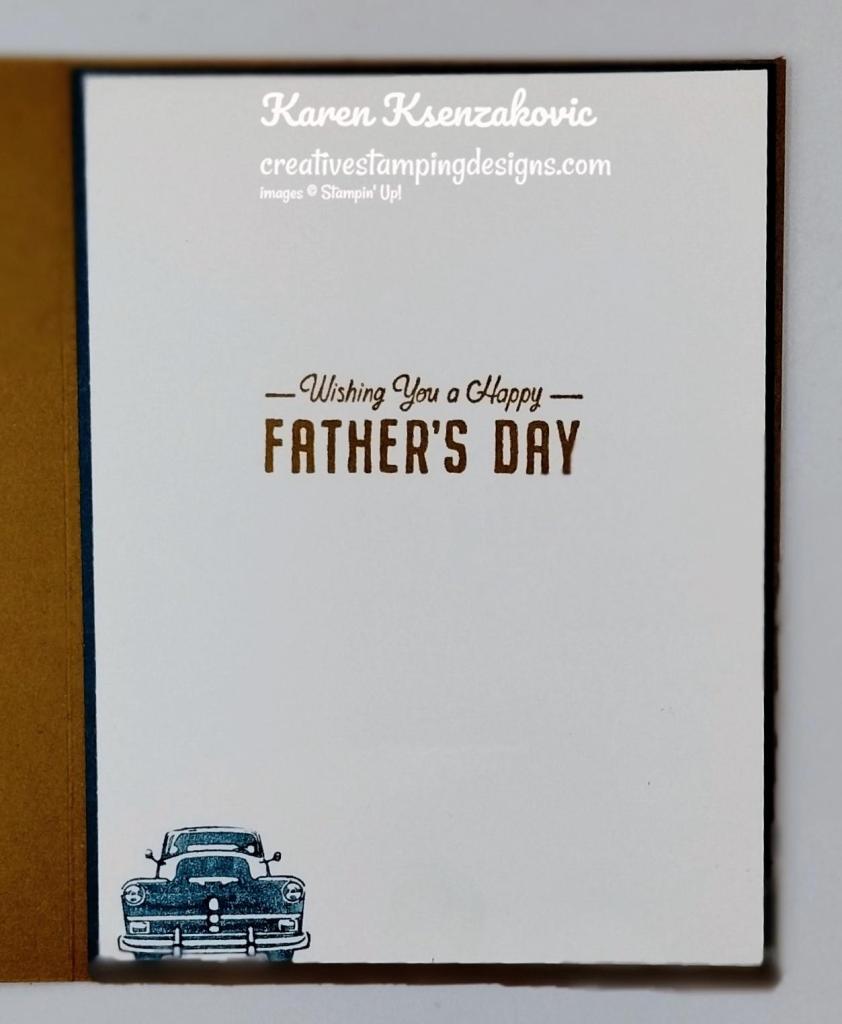 Karen Ksenzakovic
creativestampingdesigns.com
images © Stampin' Up!
— Wishing You a Happy —
FATHER'S DAY